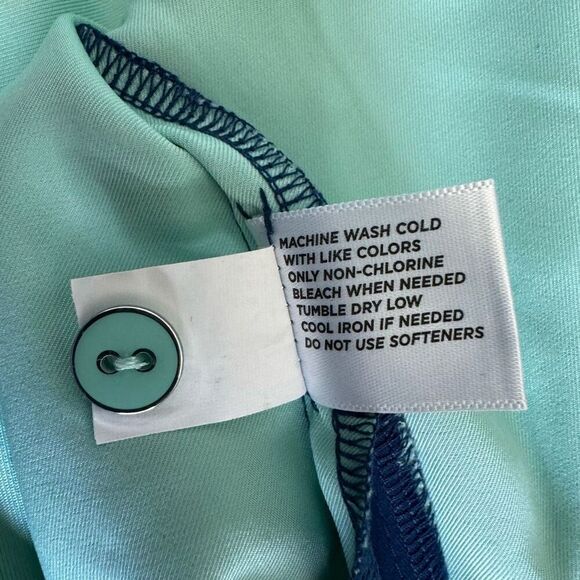 MACHINE WASH COLD
WITH LIKE COLORS
ONLY NON-CHLORINE
BLEACH WHEN NEEDED
TUMBLE DRY LOW
COOL IRON IF NEEDED
DO NOT USE SOFTENERS